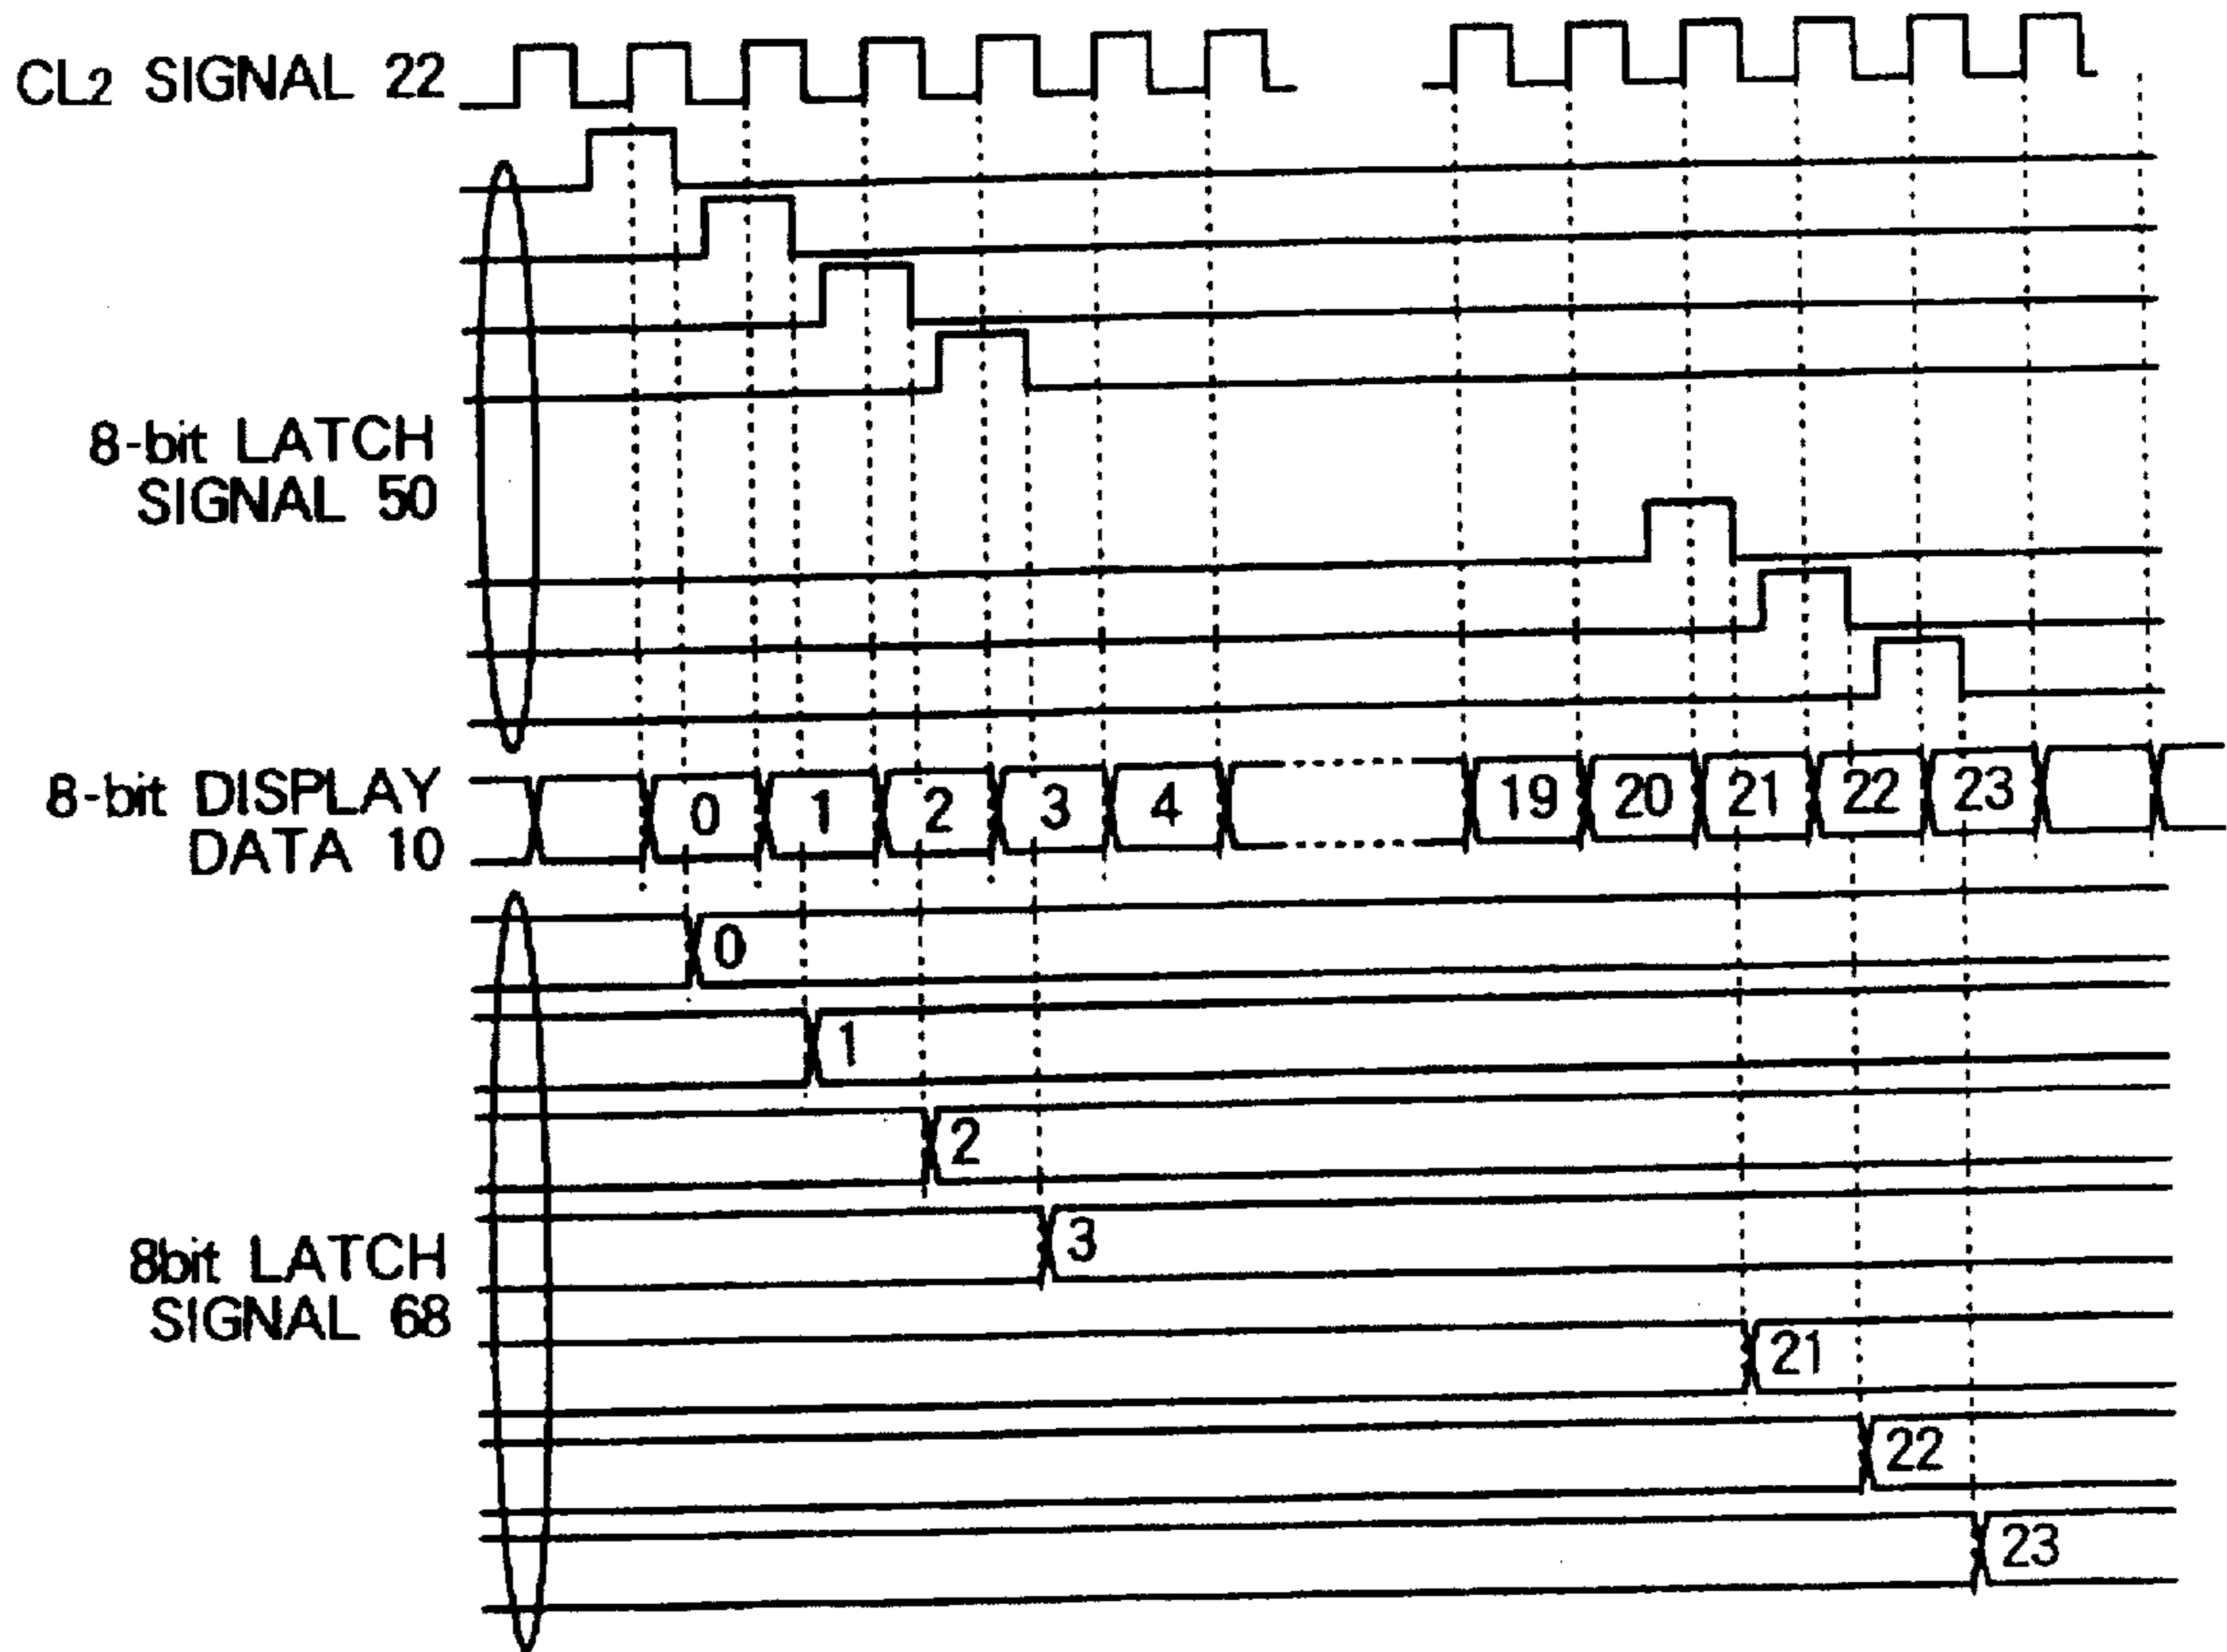 CL2 SIGNAL 22
8-bit LATCH
SIGNAL 50
8-bit DISPLAY
DATA 10
0 1 2 3 4 19 20 21 22 23
0
1
2
3
8bit LATCH
SIGNAL 68
21
22
23